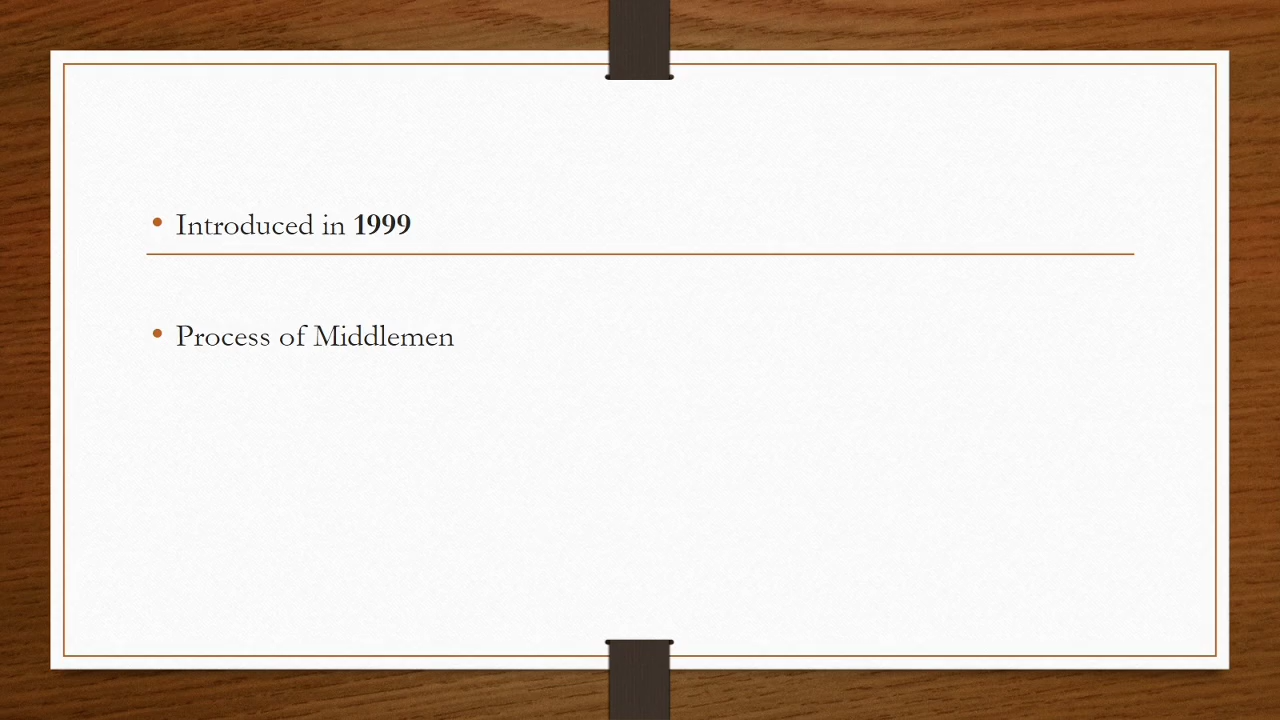 • Introduced in 1999
• Process of Middlemen